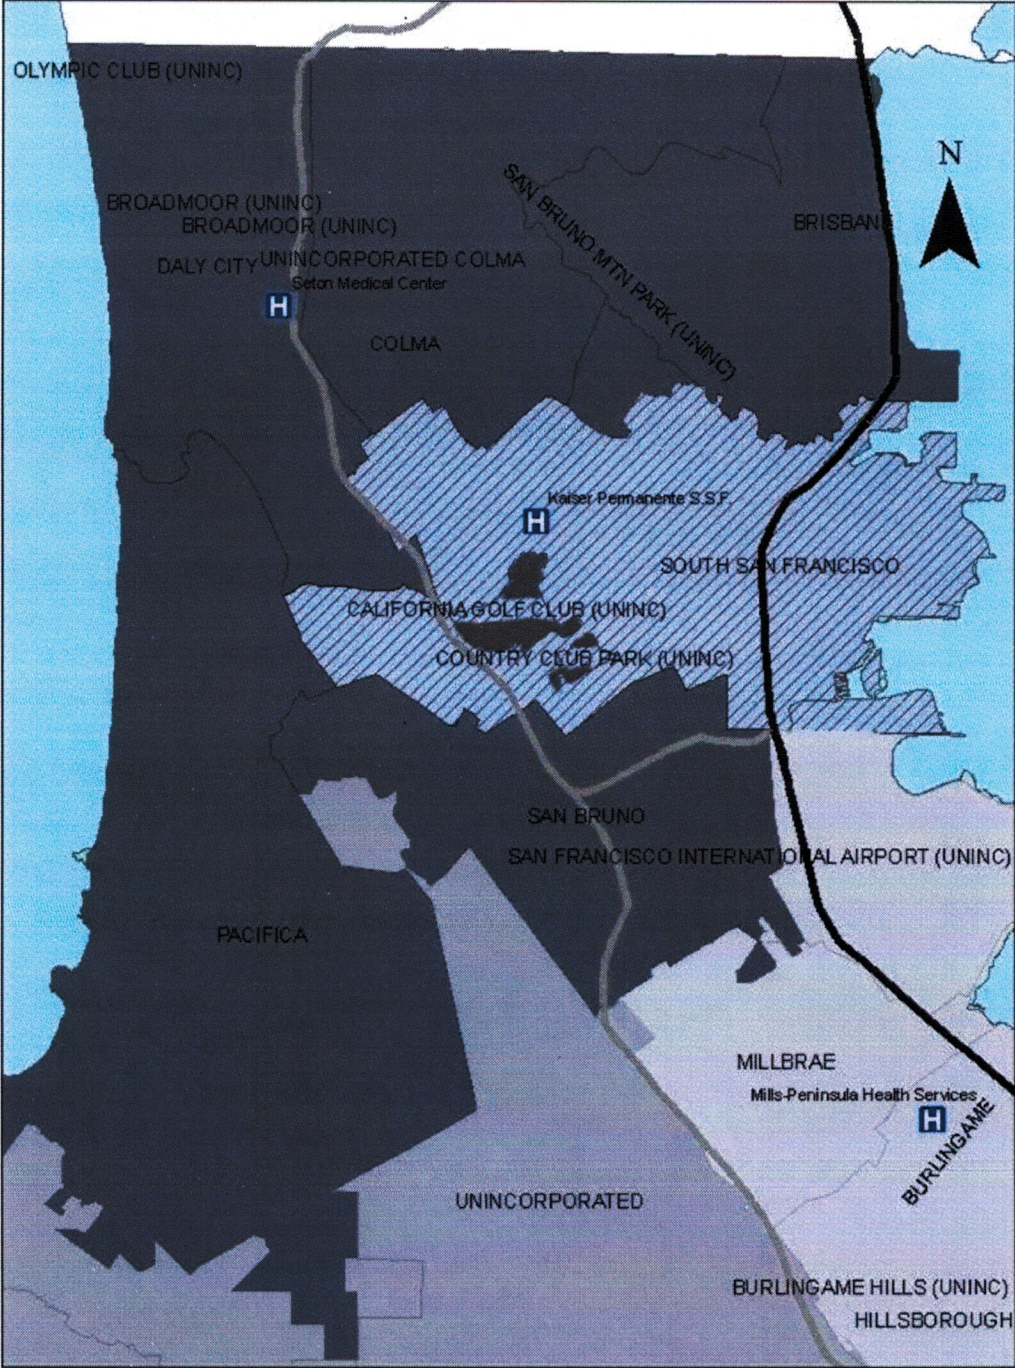 OLYMPIC CLUB (UNINC)
N
BROADMOOR (UNINC)
BROADMOOR (UNINC)
SAN BRUNO MTN PARK (UNINC)
BRISBANE
DALY CITY
UNINCORPORATED COLMA
Seton Medical Center
H
COLMA
Kaiser Permanente S.S.F.
H
SOUTH SAN FRANCISCO
CALIFORNIA GOLF CLUB (UNINC)
COUNTRY CLUB PARK (UNINC)
SAN BRUNO
SAN FRANCISCO INTERNATIONAL AIRPORT (UNINC)
PACIFICA
MILLBRAE
Mills-Peninsula Health Services
H
BURLINGAME
UNINCORPORATED
BURLINGAME HILLS (UNINC)
HILLSBOROUGH